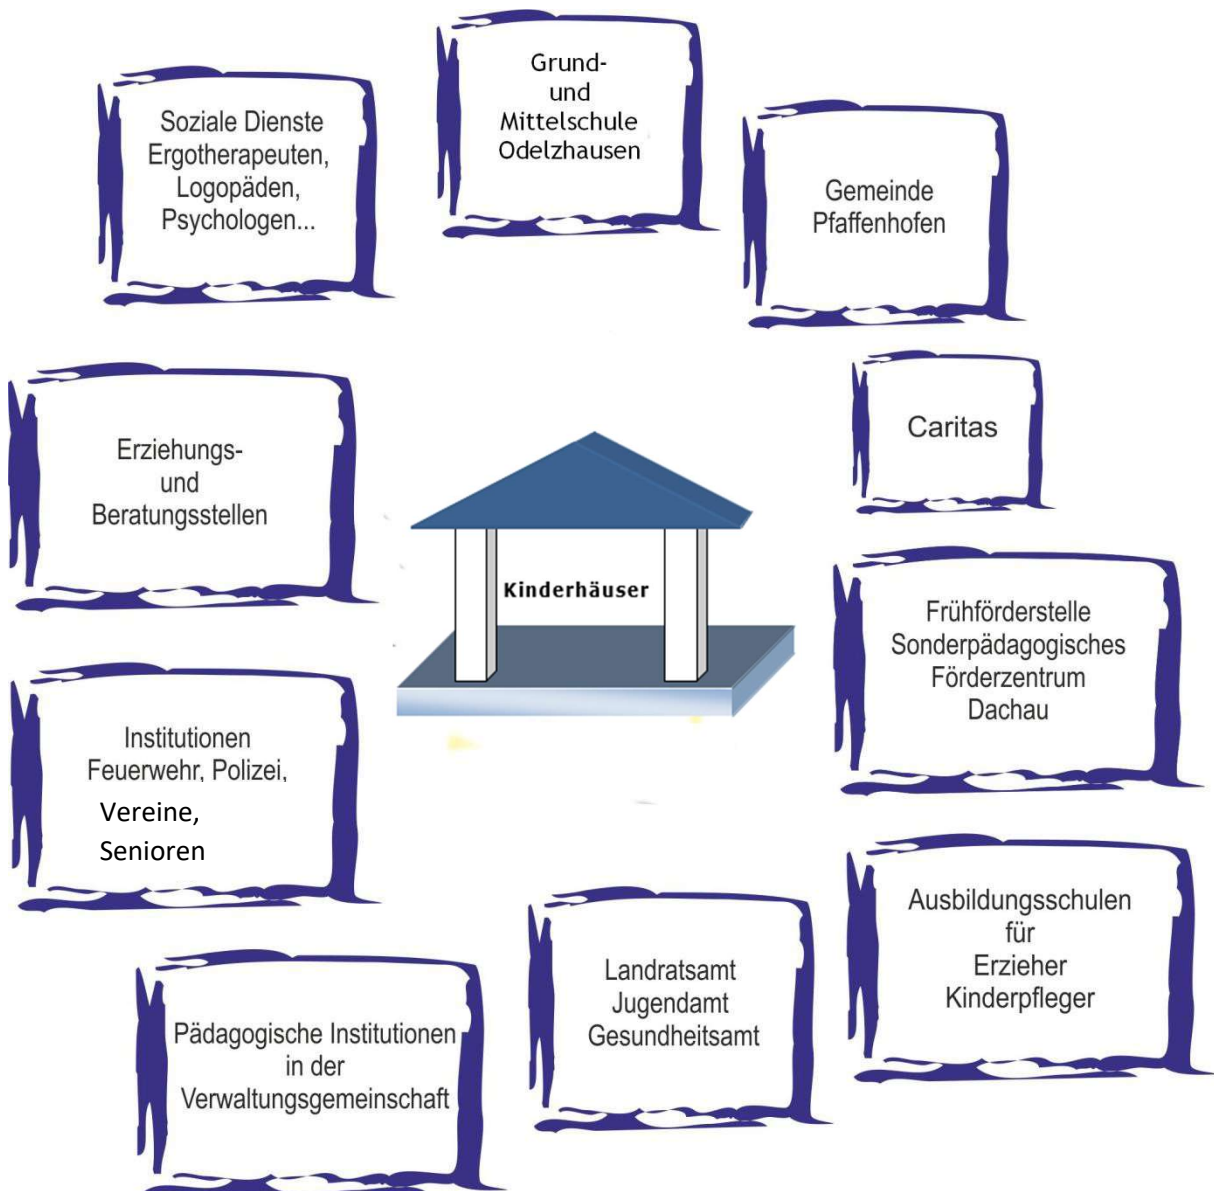 Grund-
und
Mittelschule
Odelzhausen
Soziale Dienste
Ergotherapeuten,
Logopäden,
Psychologen...
Gemeinde
Pfaffenhofen
Caritas
Erziehungs-
und
Beratungsstellen
Kinderhäuser
Frühförderstelle
Sonderpädagogisches
Förderzentrum
Dachau
Institutionen
Feuerwehr, Polizei,
Vereine,
Senioren
Ausbildungsschulen
für
Erzieher
Kinderpfleger
Landratsamt
Jugendamt
Gesundheitsamt
Pädagogische Institutionen
in der
Verwaltungsgemeinschaft